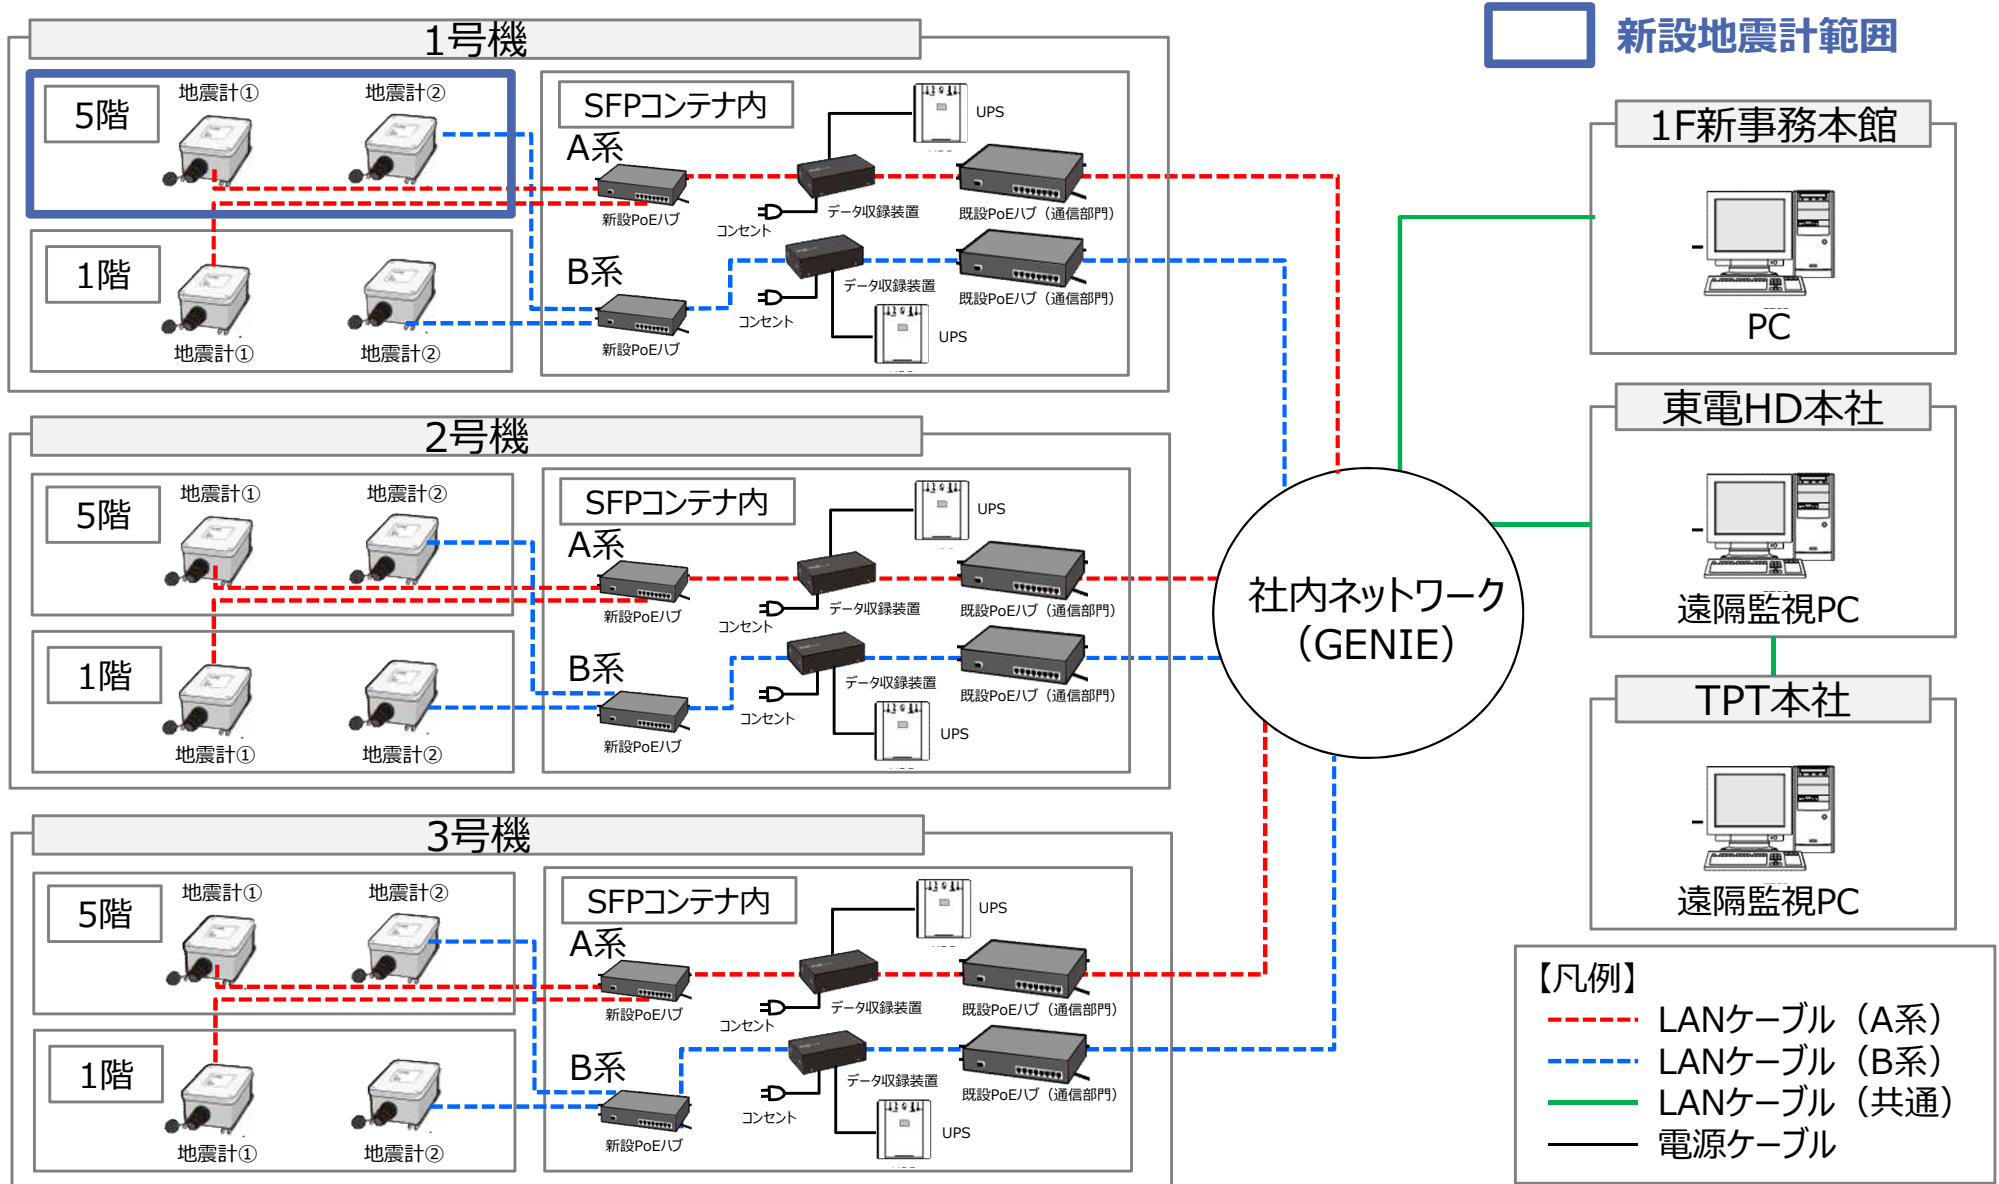 新設地震計範囲
1号機
5階
地震計①
地震計②
1階
地震計①
地震計②
SFPコンテナ内
A系
新設PoEハブ
コンセント
データ収録装置
UPS
既設PoEハブ（通信部門）
B系
新設PoEハブ
コンセント
データ収録装置
UPS
既設PoEハブ（通信部門）
2号機
5階
地震計①
地震計②
1階
地震計①
地震計②
SFPコンテナ内
A系
新設PoEハブ
コンセント
データ収録装置
UPS
既設PoEハブ（通信部門）
B系
新設PoEハブ
コンセント
データ収録装置
UPS
既設PoEハブ（通信部門）
3号機
5階
地震計①
地震計②
1階
地震計①
地震計②
SFPコンテナ内
A系
新設PoEハブ
コンセント
データ収録装置
UPS
既設PoEハブ（通信部門）
B系
新設PoEハブ
コンセント
データ収録装置
UPS
既設PoEハブ（通信部門）
社内ネットワーク
（GENIE）
1F新事務本館
PC
東電HD本社
遠隔監視PC
TPT本社
遠隔監視PC
【凡例】
LANケーブル（A系）
LANケーブル（B系）
LANケーブル（共通）
電源ケーブル